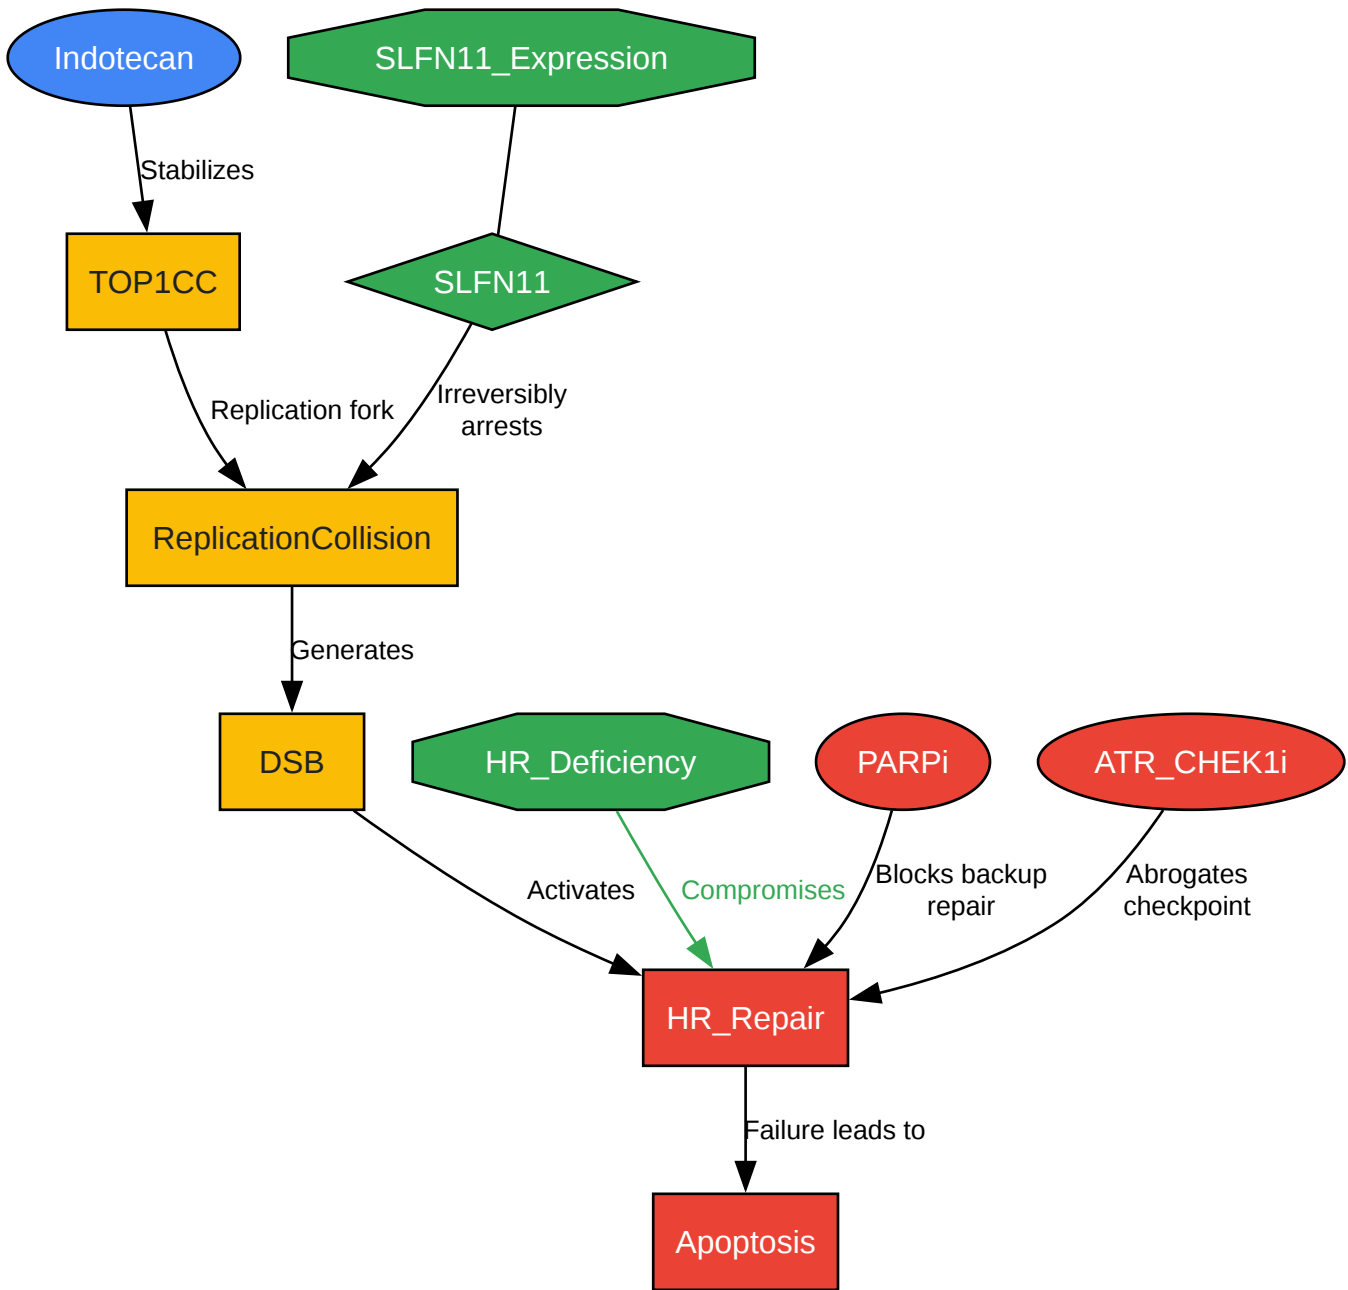 Indotecan
SLFN11_Expression
Stabilizes
TOP1CC
SLFN11
Replication fork
Irreversibly
arrests
ReplicationCollision
Generates
DSB
HR_Deficiency
PARPi
ATR_CHEK1i
Activates
Compromises
Blocks backup
repair
Abrogates
checkpoint
HR_Repair
Failure leads to
Apoptosis